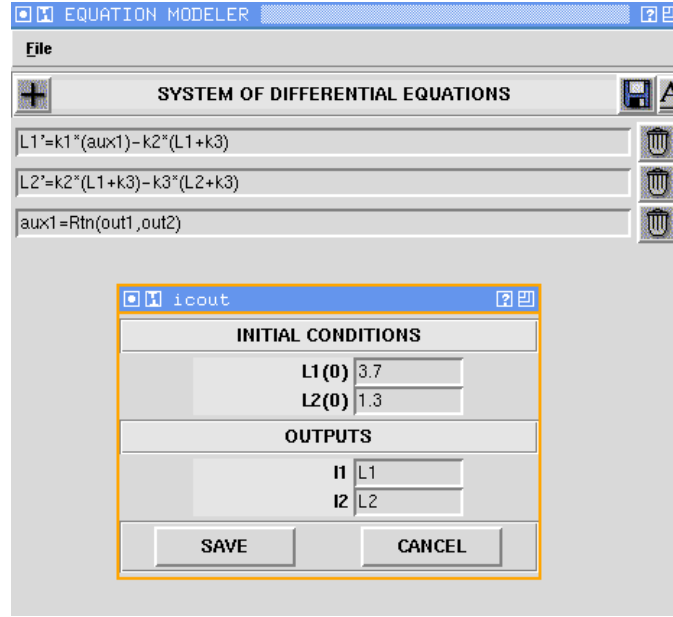 EQUATION MODELER
File
SYSTEM OF DIFFERENTIAL EQUATIONS
L1'=k1*(aux1)-k2*(L1+k3)
L2'=k2*(L1+k3)-k3*(L2+k3)
aux1=Rtn(out1,out2)
icout
INITIAL CONDITIONS
L1(0) 3.7
L2(0) 1.3
OUTPUTS
I1 L1
I2 L2
SAVE CANCEL